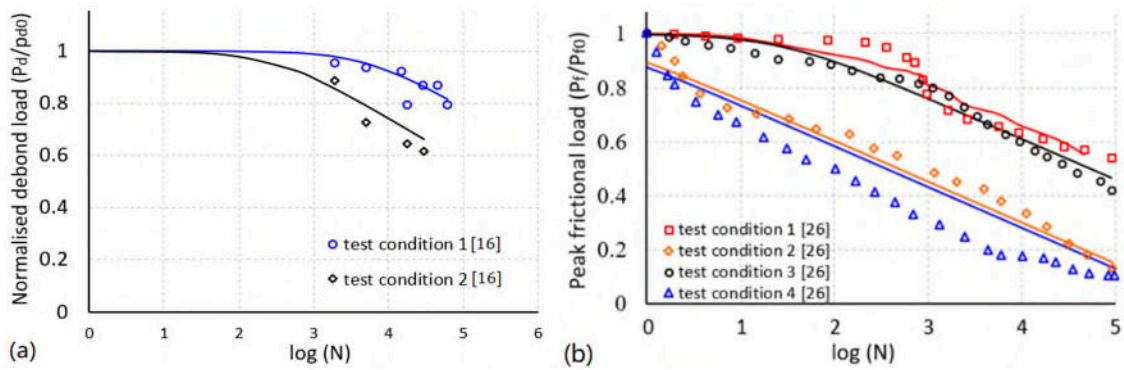 Normalised debond load (Pd/pd0)
1
0.8
0.6
0.4
0.2
0
0
1
2
3
4
5
6
test condition 1 [16]
test condition 2 [16]
(a)
log (N)
Peak frictional load (Pf/Pf0)
1
0.8
0.6
0.4
0.2
0
0
1
2
3
4
5
test condition 1 [26]
test condition 2 [26]
test condition 3 [26]
test condition 4 [26]
(b)
log (N)